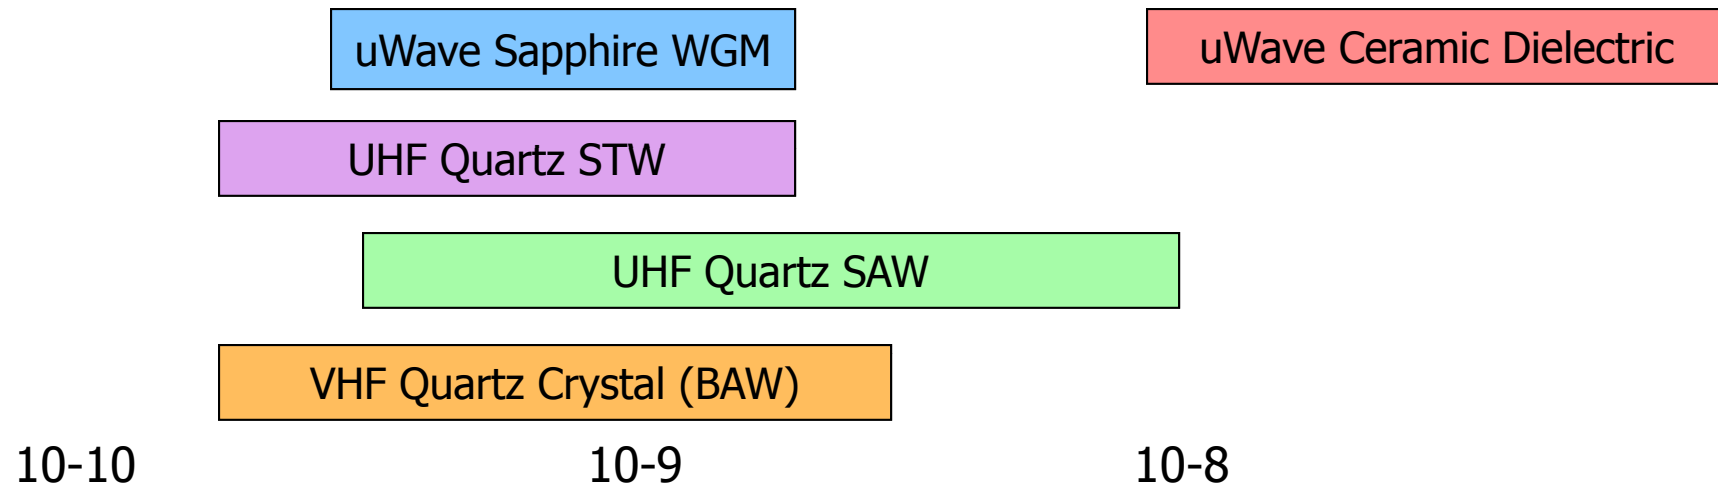 uWave Sapphire WGM
uWave Ceramic Dielectric
UHF Quartz STW
UHF Quartz SAW
VHF Quartz Crystal (BAW)
10-10
10-9
10-8